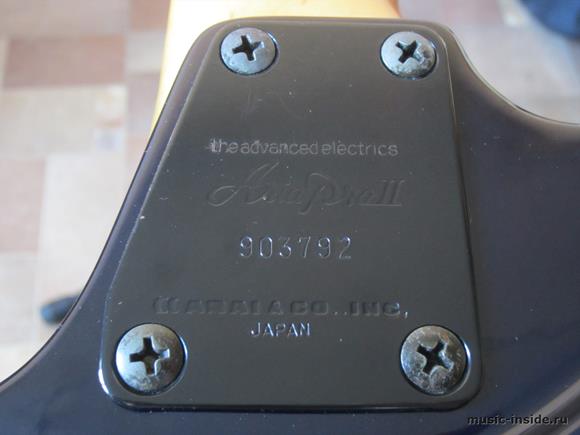 the advanced electrics
Aria Pro II
903792
ARAI & CO., INC.
JAPAN
music-inside.ru